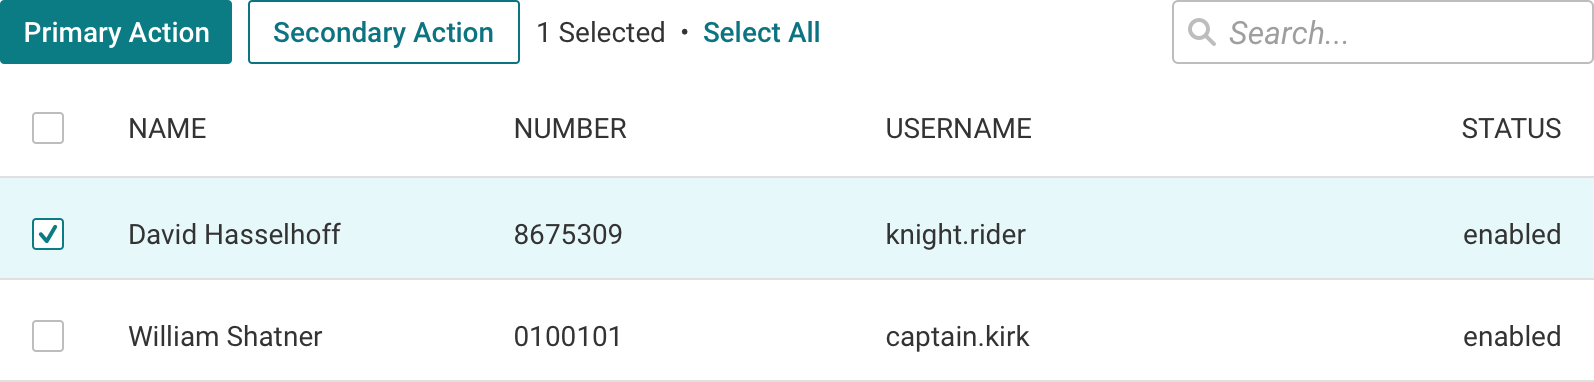 Primary Action Secondary Action 1 Selected • Select All Search...
NAME NUMBER USERNAME STATUS
David Hasselhoff 8675309 knight.rider enabled
William Shatner 0100101 captain.kirk enabled